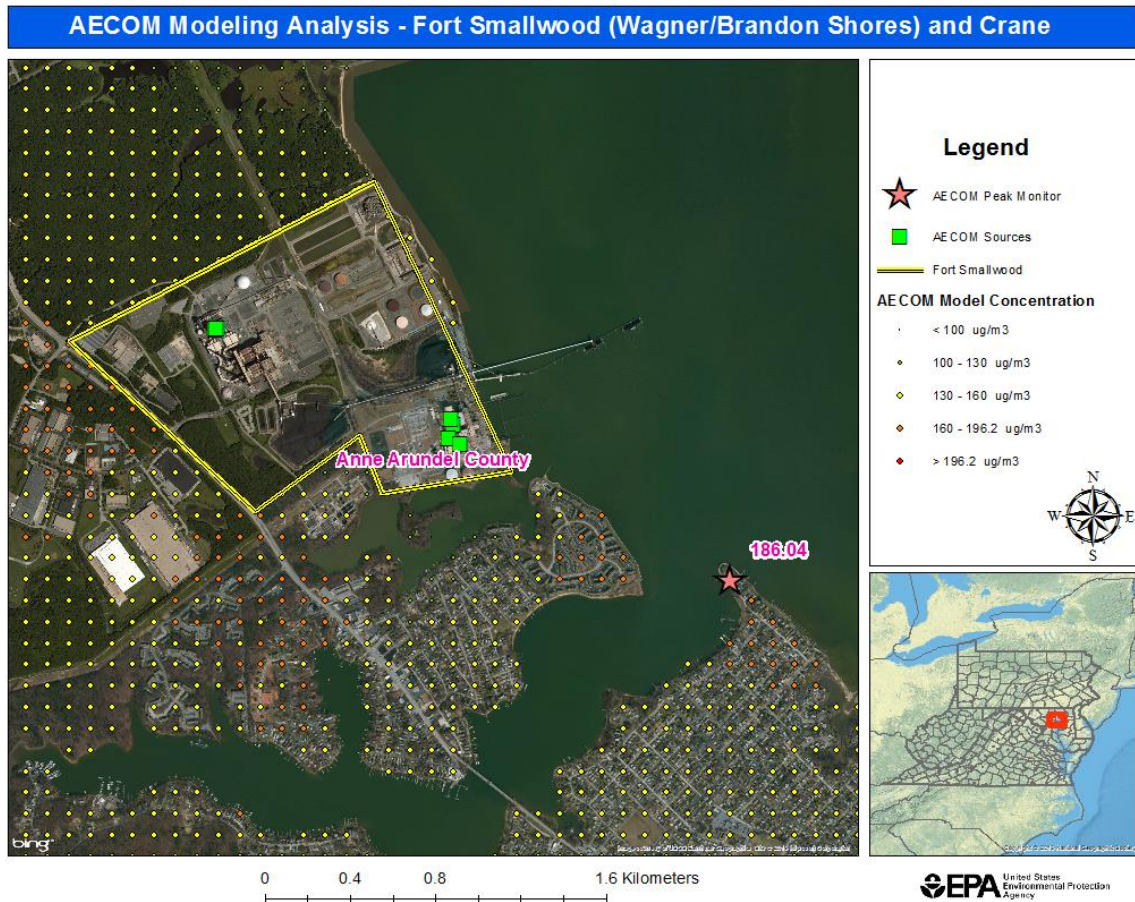 AECOM Modeling Analysis - Fort Smallwood (Wagner/Brandon Shores) and Crane
Anne Arundel County
186.04
bing
0 0.4 0.8 1.6 Kilometers
Legend
AECOM Peak Monitor
AECOM Sources
Fort Smallwood
AECOM Model Concentration
< 100 ug/m3
100 - 130 ug/m3
130 - 160 ug/m3
160 - 196.2 ug/m3
> 196.2 ug/m3
N
W E
S
EPA
United States
Environmental Protection
Agency